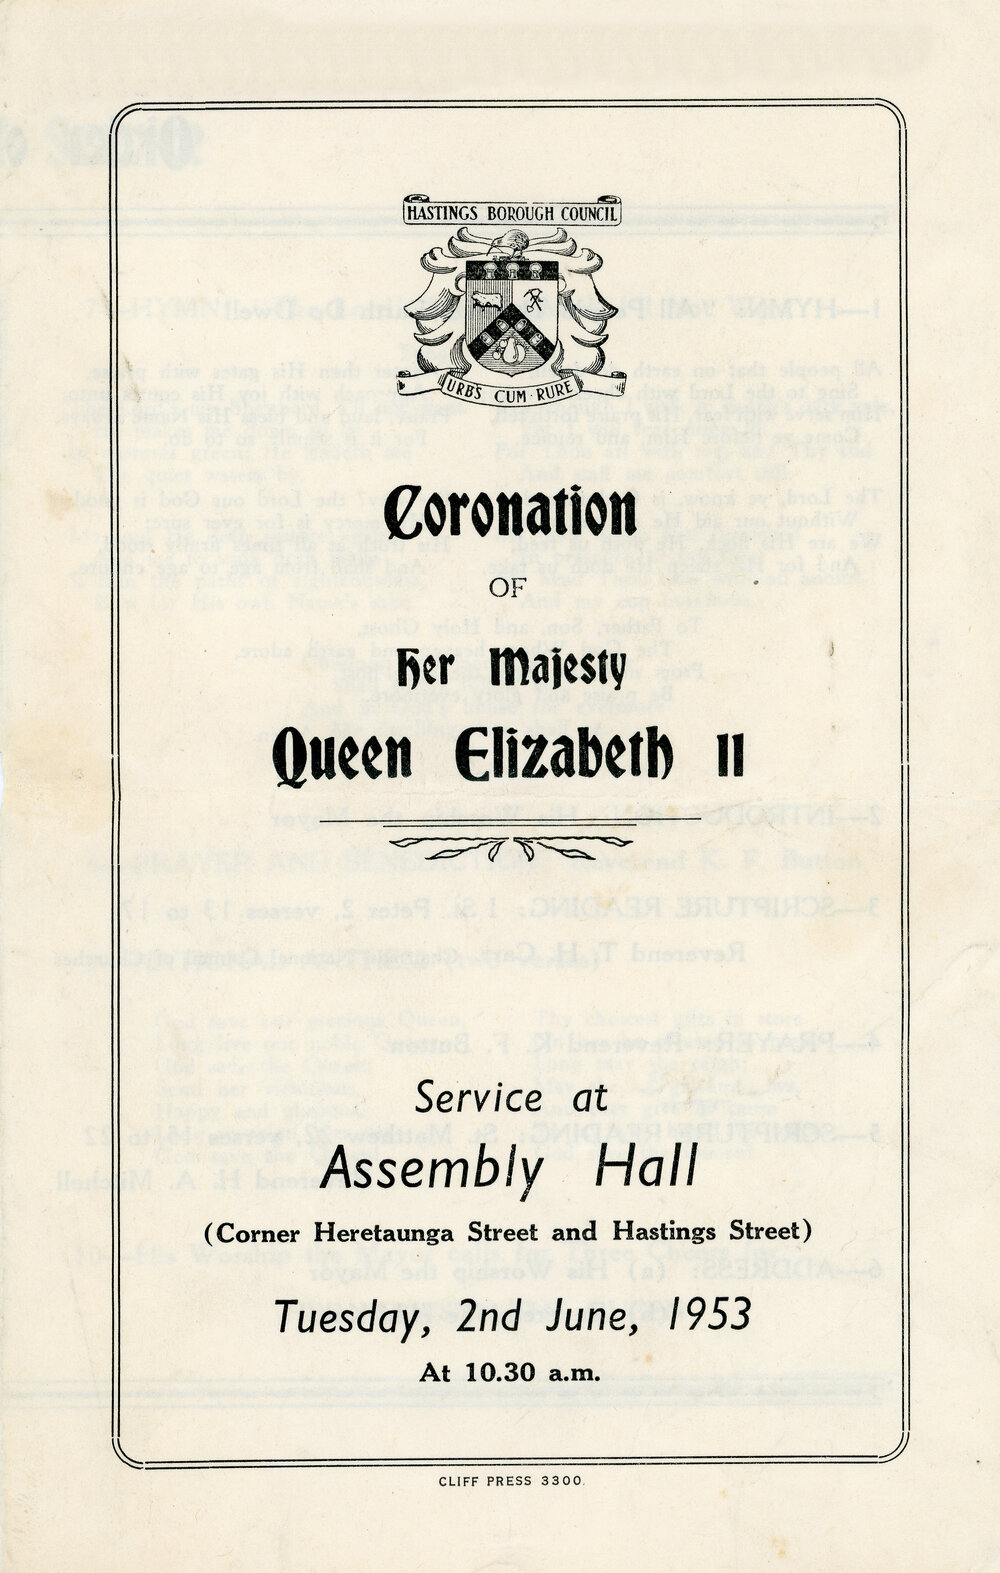 HASTINGS BOROUGH COUNCIL
URBS CUM RURE
Coronation
OF
Her Majesty
Queen Elizabeth II
Service at
Assembly Hall
(Corner Heretaunga Street and Hastings Street)
Tuesday, 2nd June, 1953
At 10.30 a.m.
CLIFF PRESS 3300.